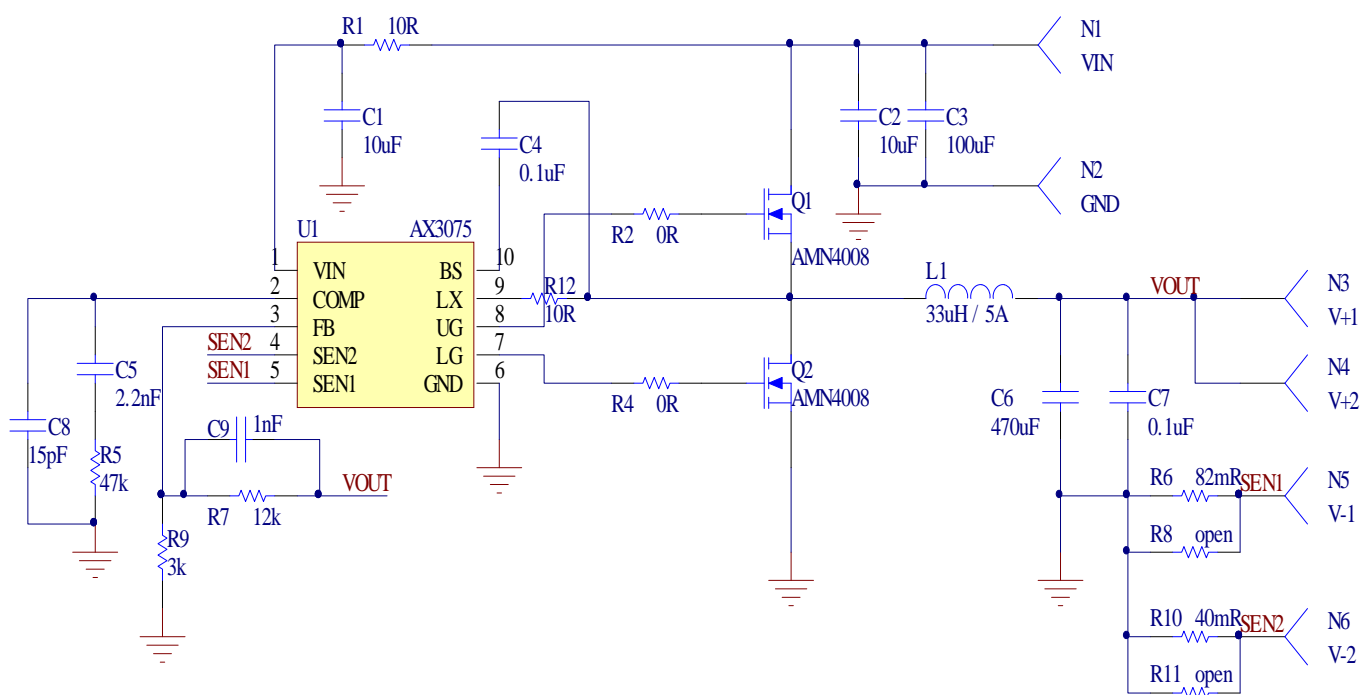 R1 10R
N1
VIN
C1
10uF
C4
0.1uF
C2
10uF
C3
100uF
N2
GND
U1 AX3075
R2 0R
Q1
AMN4008
1 VIN
2 COMP
3 FB
4 SEN2
5 SEN1
BS 10
LX 9
UG 8
LG 7
GND 6
SEN2
SEN1
R12
10R
L1
33uH / 5A
VOUT
N3
V+1
N4
V+2
C5
2.2nF
C8
15pF
R5
47k
R4 0R
Q2
AMN4008
C6
470uF
C7
0.1uF
C9 1nF
VOUT
R7 12k
R9
3k
R6 82mR
SEN1
N5
V-1
R8 open
R10 40mR
SEN2
N6
V-2
R11 open